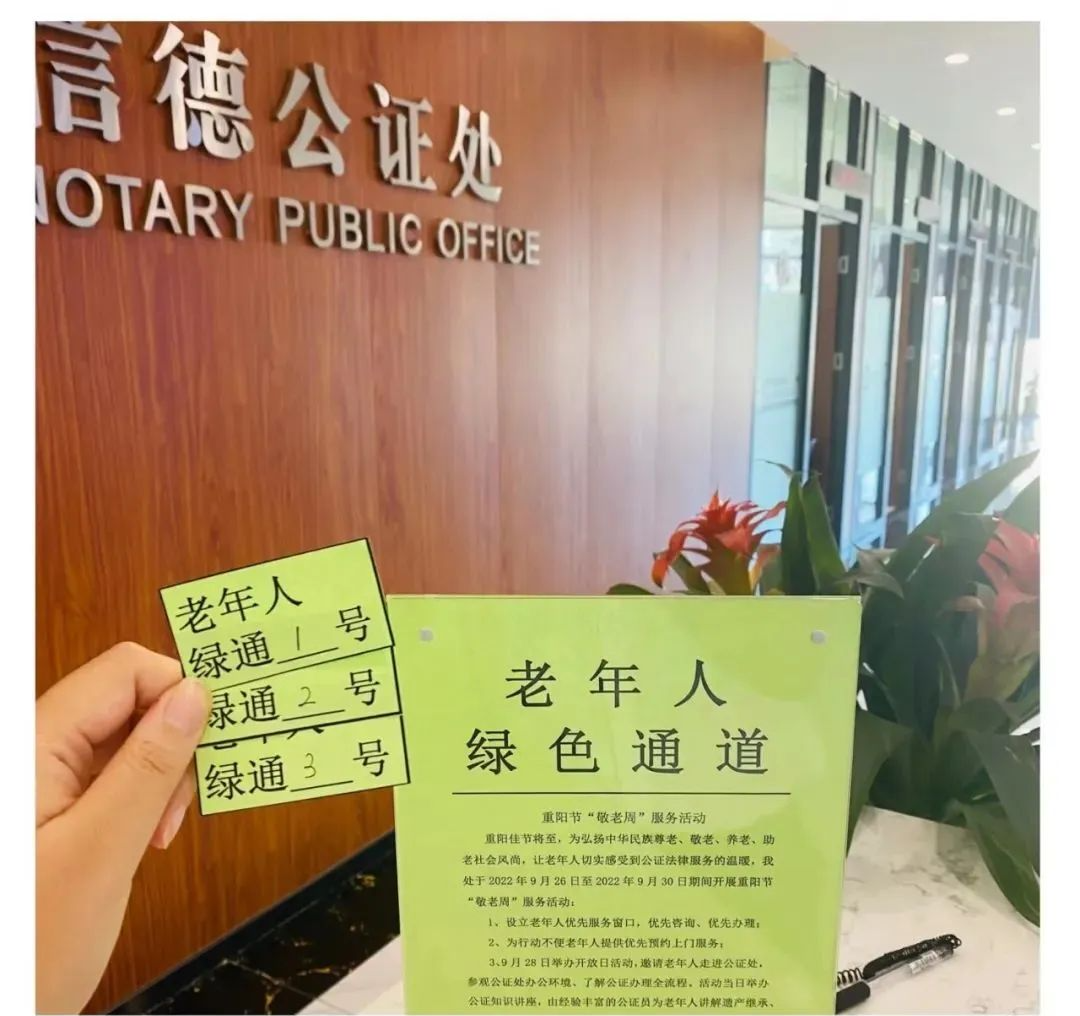 信德公证处
NOTARY PUBLIC OFFICE
老年人
绿通 1 号
绿通 2 号
绿通 3 号
老年人
绿色通道
重阳节“敬老周”服务活动
重阳佳节将至，为弘扬中华民族尊老、敬老、养老、助
老社会风尚，让老年人切实感受到公证法律服务的温暖，我
处于2022年9月26日至2022年9月30日期间开展重阳节
“敬老周”服务活动：
1、设立老年人优先服务窗口，优先咨询、优先办理；
2、为行动不便老年人提供优先预约上门服务；
3、9月28日举办开放日活动，邀请老年人走进公证处，
参观公证处办公环境、了解公证办理全流程。活动当日举办
公证知识讲座，由经验丰富的公证员为老年人讲解遗产继承、